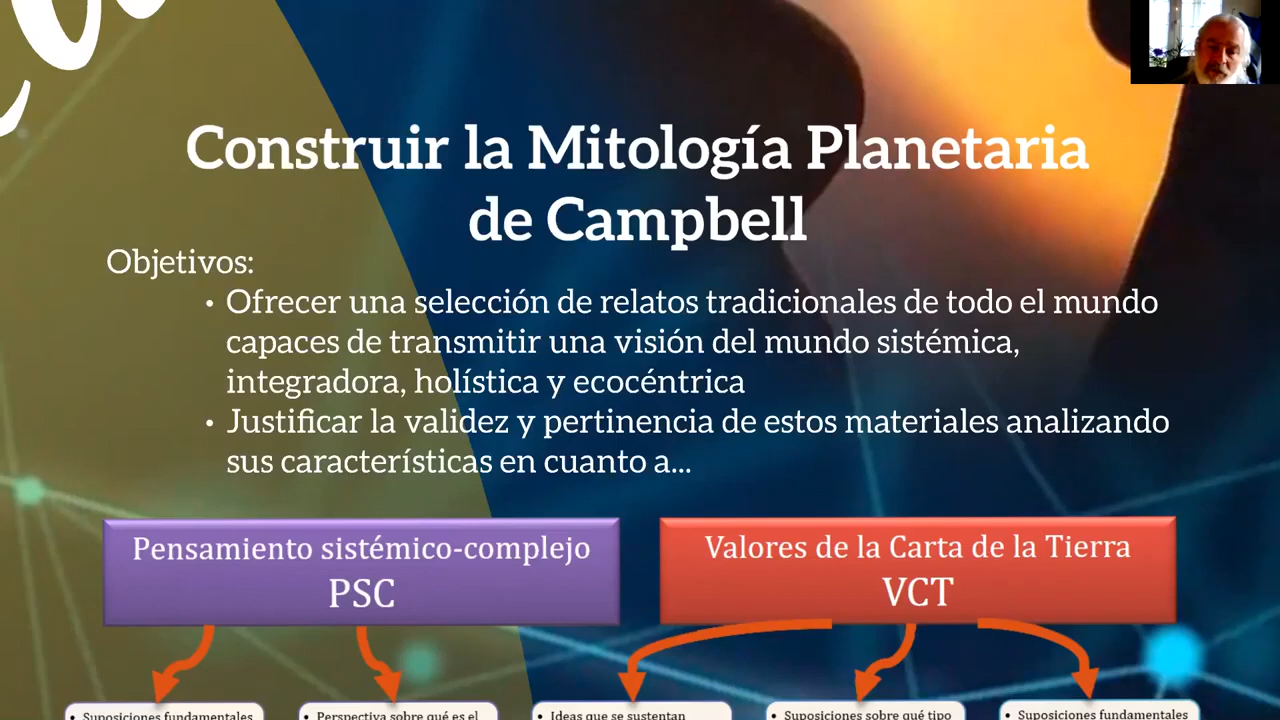 Construir la Mitología Planetaria
de Campbell
Objetivos:
• Ofrecer una selección de relatos tradicionales de todo el mundo
capaces de transmitir una visión del mundo sistémica,
integradora, holística y ecocéntrica
• Justificar la validez y pertinencia de estos materiales analizando
sus características en cuanto a...
Pensamiento sistémico-complejo
PSC
Valores de la Carta de la Tierra
VCT
• Suposiciones fundamentales
• Perspectiva sobre qué es el
• Ideas que se sustentan
• Suposiciones sobre qué tipo
• Suposiciones fundamentales